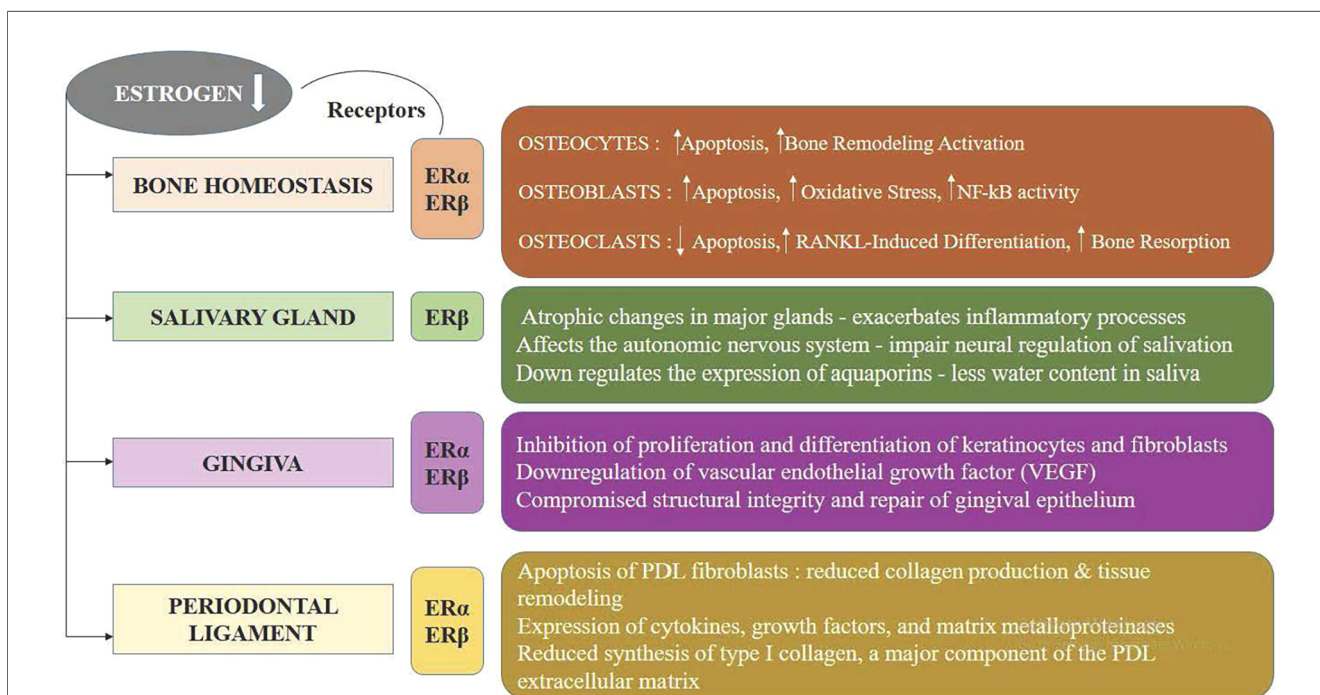 ESTROGEN ↓
Receptors
BONE HOMEOSTASIS
ERα
ERβ
OSTEOCYTES : ↑Apoptosis, ↑Bone Remodeling Activation
OSTEOBLASTS : ↑Apoptosis, ↑Oxidative Stress, ↑NF-kB activity
OSTEOCLASTS : ↓ Apoptosis, ↑RANKL-Induced Differentiation, ↑ Bone Resorption
SALIVARY GLAND
ERβ
Atrophic changes in major glands - exacerbates inflammatory processes
Affects the autonomic nervous system - impair neural regulation of salivation
Down regulates the expression of aquaporins - less water content in saliva
GINGIVA
ERα
ERβ
Inhibition of proliferation and differentiation of keratinocytes and fibroblasts
Downregulation of vascular endothelial growth factor (VEGF)
Compromised structural integrity and repair of gingival epithelium
PERIODONTAL
LIGAMENT
ERα
ERβ
Apoptosis of PDL fibroblasts : reduced collagen production & tissue
remodeling
Expression of cytokines, growth factors, and matrix metalloproteinases
Reduced synthesis of type I collagen, a major component of the PDL
extracellular matrix